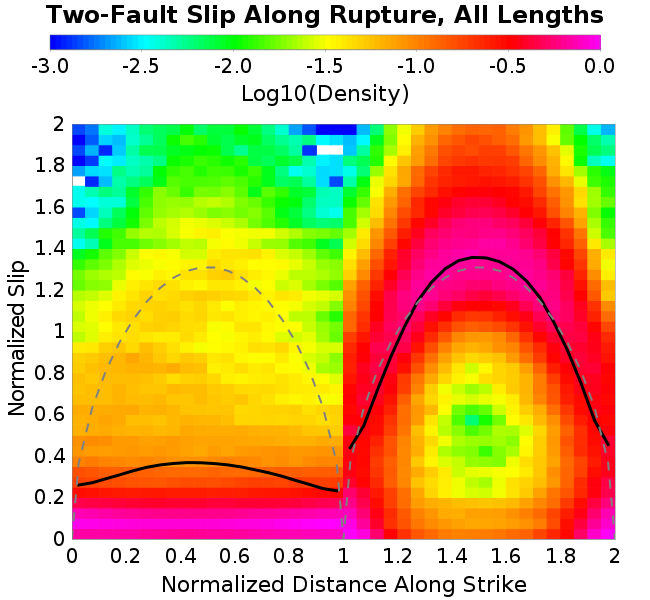 Two-Fault Slip Along Rupture, All Lengths
-3.0 -2.5 -2.0 -1.5 -1.0 -0.5 0.0
Log10(Density)
2
1.8
1.6
1.4
1.2
1
0.8
0.6
0.4
0.2
0
Normalized Slip
0 0.2 0.4 0.6 0.8 1 1.2 1.4 1.6 1.8 2
Normalized Distance Along Strike